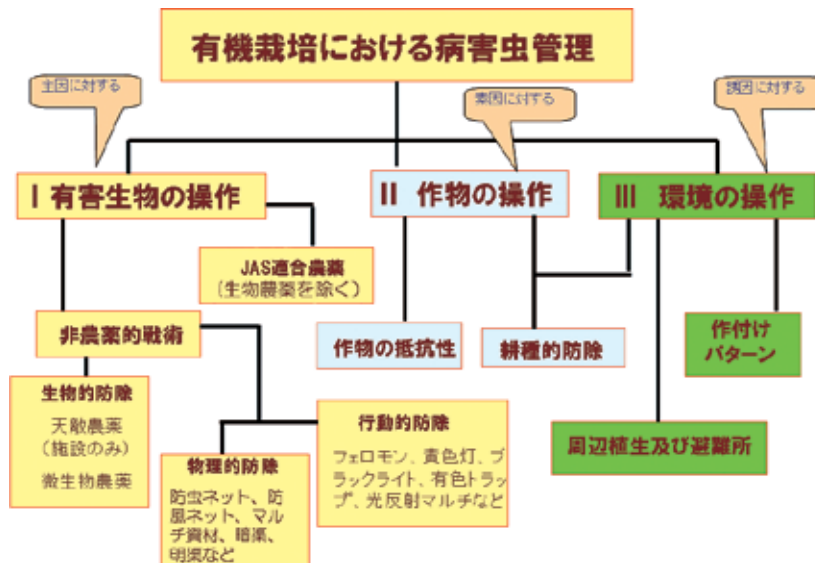 有機栽培における病害虫管理
主因に対する
素因に対する
誘因に対する
Ⅰ 有害生物の操作
Ⅱ 作物の操作
Ⅲ 環境の操作
JAS適合農薬
(生物農薬を除く)
非農薬的戦術
作物の抵抗性
耕種的防除
作付け
パターン
生物的防除
天敵農薬
(施設のみ)
微生物農薬
物理的防除
防虫ネット、防
風ネット、マル
チ資材、暗渠、
明渠など
行動的防除
フェロモン、黄色灯、ブ
ラックライト、有色トラッ
プ、光反射マルチなど
周辺植生及び避難所